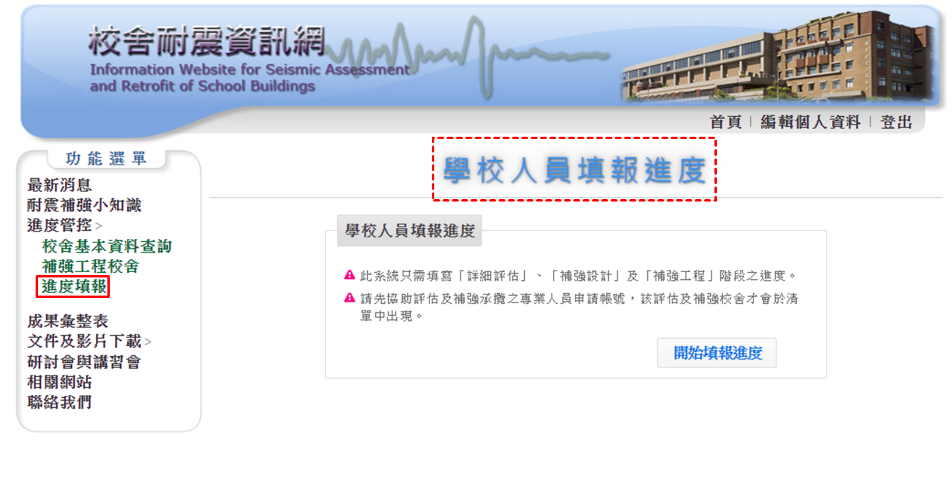 校舍耐震資訊網
Information Website for Seismic Assessment
and Retrofit of School Buildings
首頁 | 編輯個人資料 | 登出
功能選單
最新消息
耐震補強小知識
進度管控>
校舍基本資料查詢
補強工程校舍
進度填報
成果彙整表
文件及影片下載>
研討會與講習會
相關網站
聯絡我們
學校人員填報進度
學校人員填報進度
此系統只需填寫「詳細評估」、「補強設計」及「補強工程」階段之進度。
請先協助評估及補強承攬之專業人員申請帳號，該評估及補強校舍才會於清
單中出現。
開始填報進度